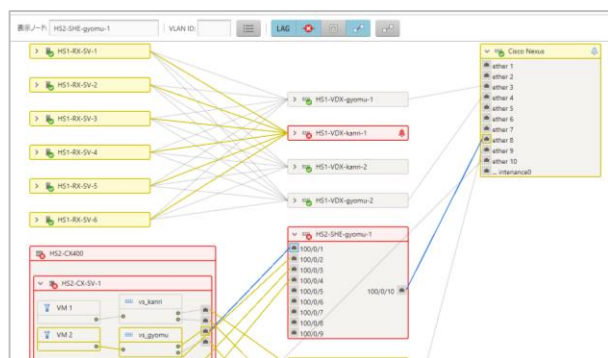 表示ノード HS2-SHE-gyomu-1 VLAN ID: LAG
HS1-RX-SV-1
HS1-RX-SV-2
HS1-RX-SV-3
HS1-RX-SV-4
HS1-RX-SV-5
HS1-RX-SV-6
HS2-CX400
HS2-CX-SV-1
VM 1
vs_kanri
VM 2
vs_gyomu
HS1-VDX-gyomu-1
HS1-VDX-kanri-1
HS1-VDX-kanri-2
HS1-VDX-gyomu-2
HS2-SHE-gyomu-1
100/0/1
100/0/2
100/0/3
100/0/4
100/0/5
100/0/6
100/0/7
100/0/8
100/0/9
100/0/10
Cisco Nexus
ether 1
ether 2
ether 3
ether 4
ether 5
ether 6
ether 7
ether 8
ether 9
ether 10
... intenance0